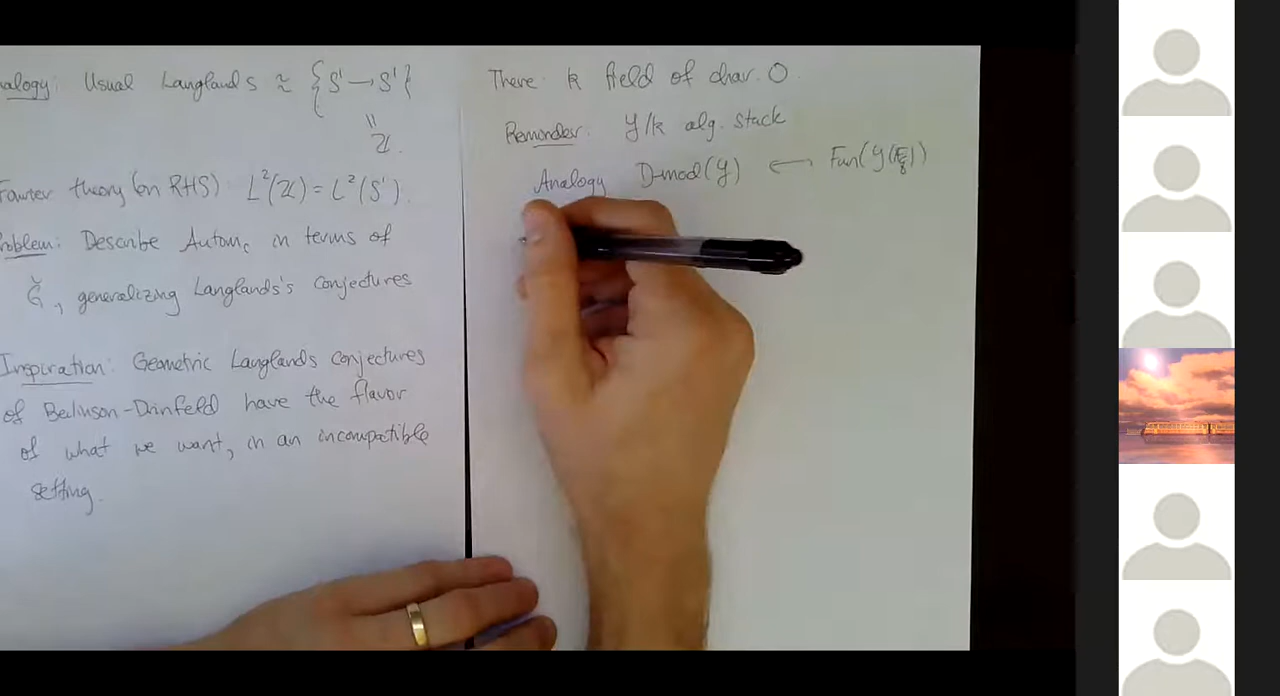 nalogy: Usual Langlands ≈ {S¹ → S¹}
"
ℤ.
Fourier theory (on RHS) L²(ℤ) = L²(S¹).
oblem: Describe Autom_c in terms of
Ǧ, generalizing Langlands's conjectures
Inspiration: Geometric Langlands conjectures
of Beilinson-Drinfeld have the flavor
of what we want, in an incompatible
setting.
There: k field of char. 0.
Reminder: Y/k alg. stack
Analogy D-mod(Y) ⟵ Fun(Y(F_q))